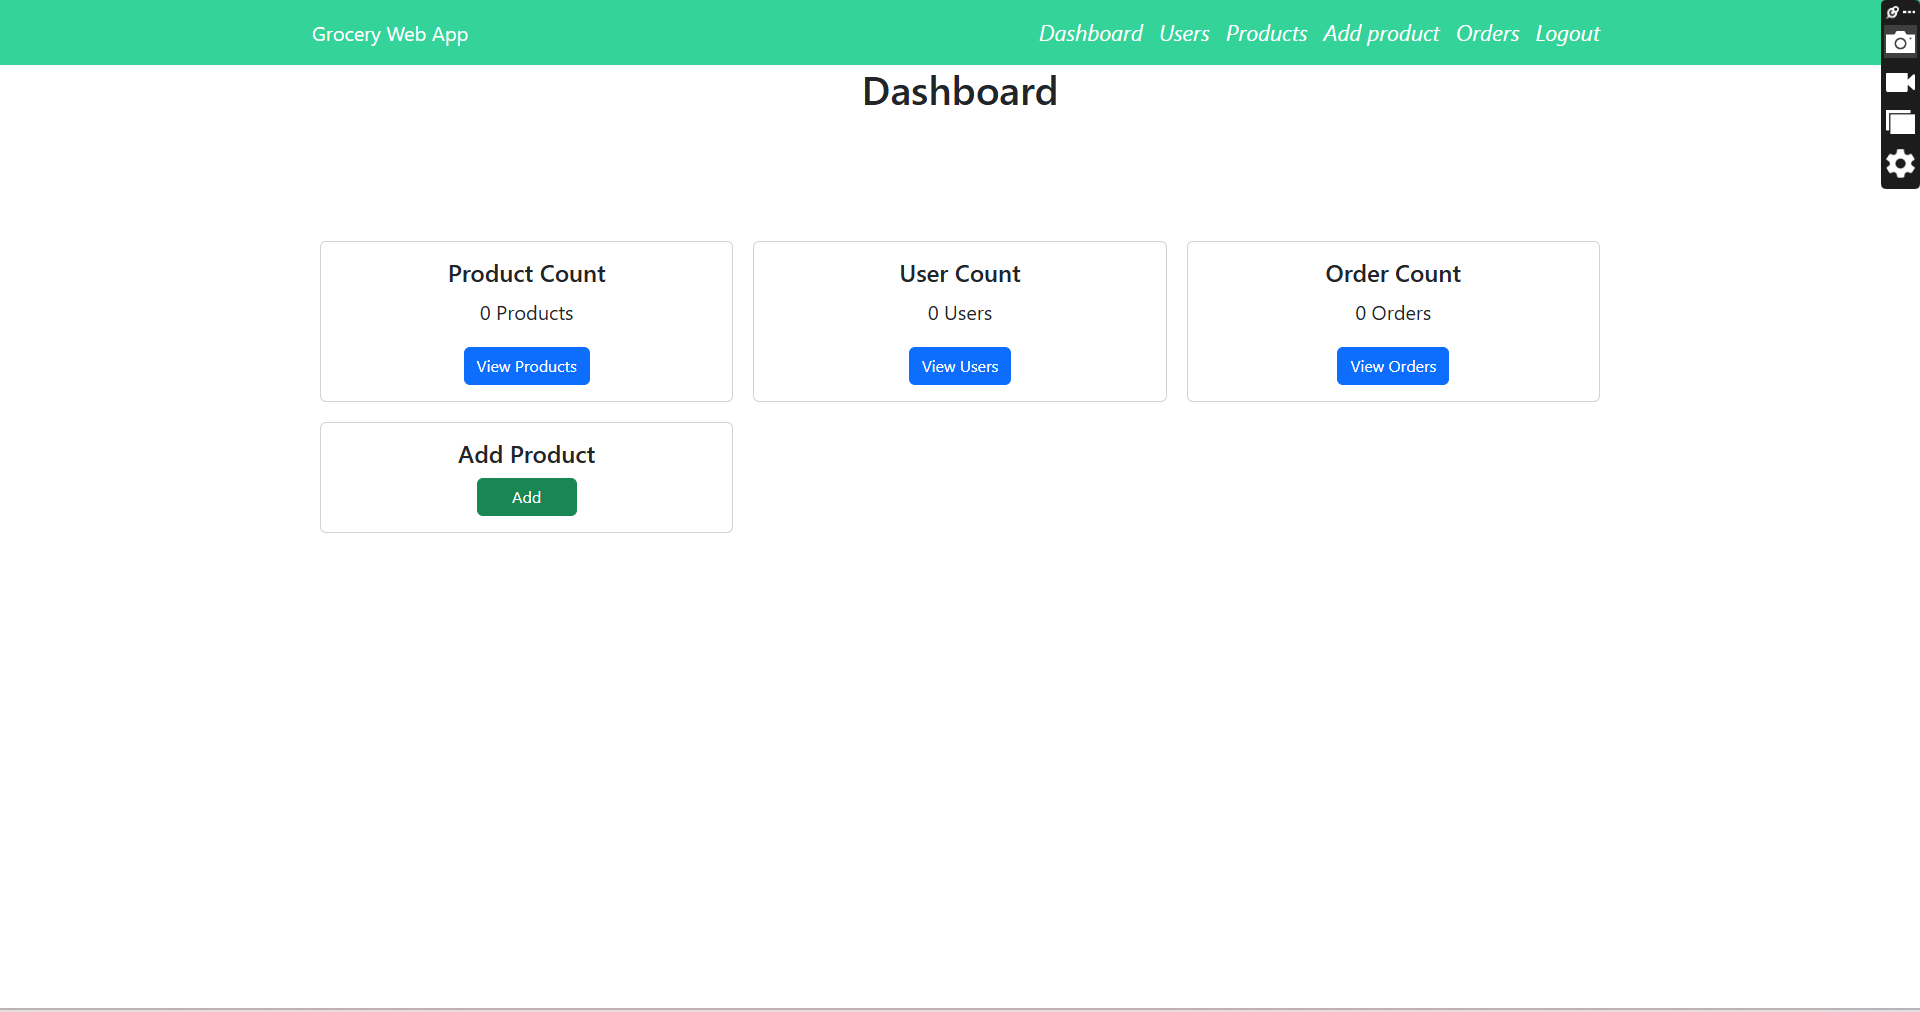 Grocery Web App
Dashboard Users Products Add product Orders Logout
Dashboard
Product Count
0 Products
View Products
User Count
0 Users
View Users
Order Count
0 Orders
View Orders
Add Product
Add